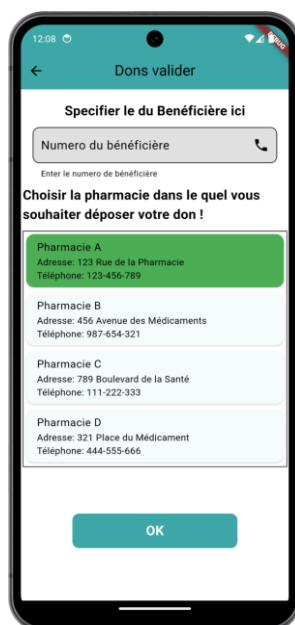 12:08
DEBUG
Dons valider
Specifier le du Benéficière ici
Numero du bénéficière
Enter le numero de bénéficière
Choisir la pharmacie dans le quel vous
souhaiter déposer votre don !
Pharmacie A
Adresse: 123 Rue de la Pharmacie
Téléphone: 123-456-789
Pharmacie B
Adresse: 456 Avenue des Médicaments
Téléphone: 987-654-321
Pharmacie C
Adresse: 789 Boulevard de la Santé
Téléphone: 111-222-333
Pharmacie D
Adresse: 321 Place du Médicament
Téléphone: 444-555-666
OK